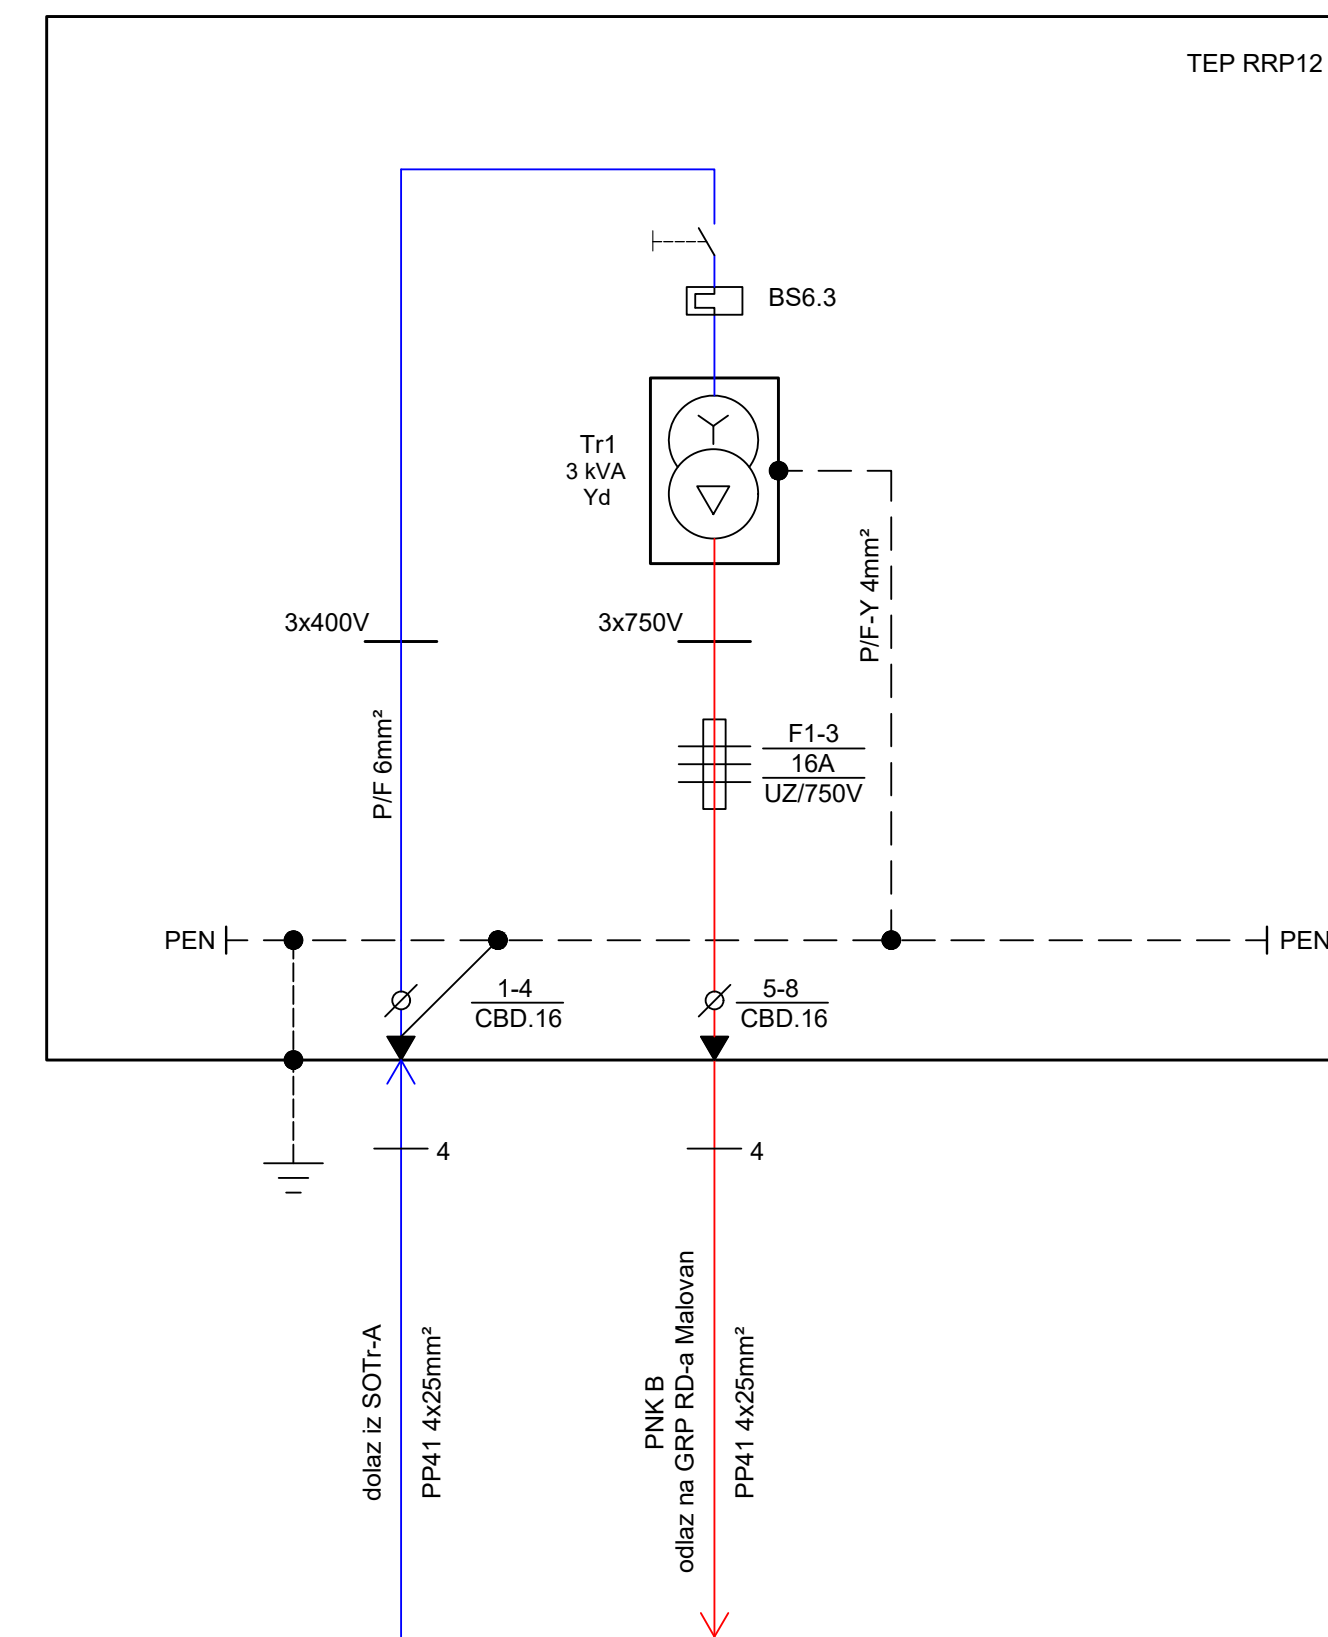 TEP RRP12
BS6.3
Tr1
3 kVA
Yd
P/F-Y 4mm²
3x400V
3x750V
P/F 6mm²
F1-3
16A
UZ/750V
PEN
PEN
1-4
CBD.16
5-8
CBD.16
4
4
dolaz iz SOTr-A
PP41 4x25mm²
PNK B
odlaz na GRP RD-a Malovan
PP41 4x25mm²